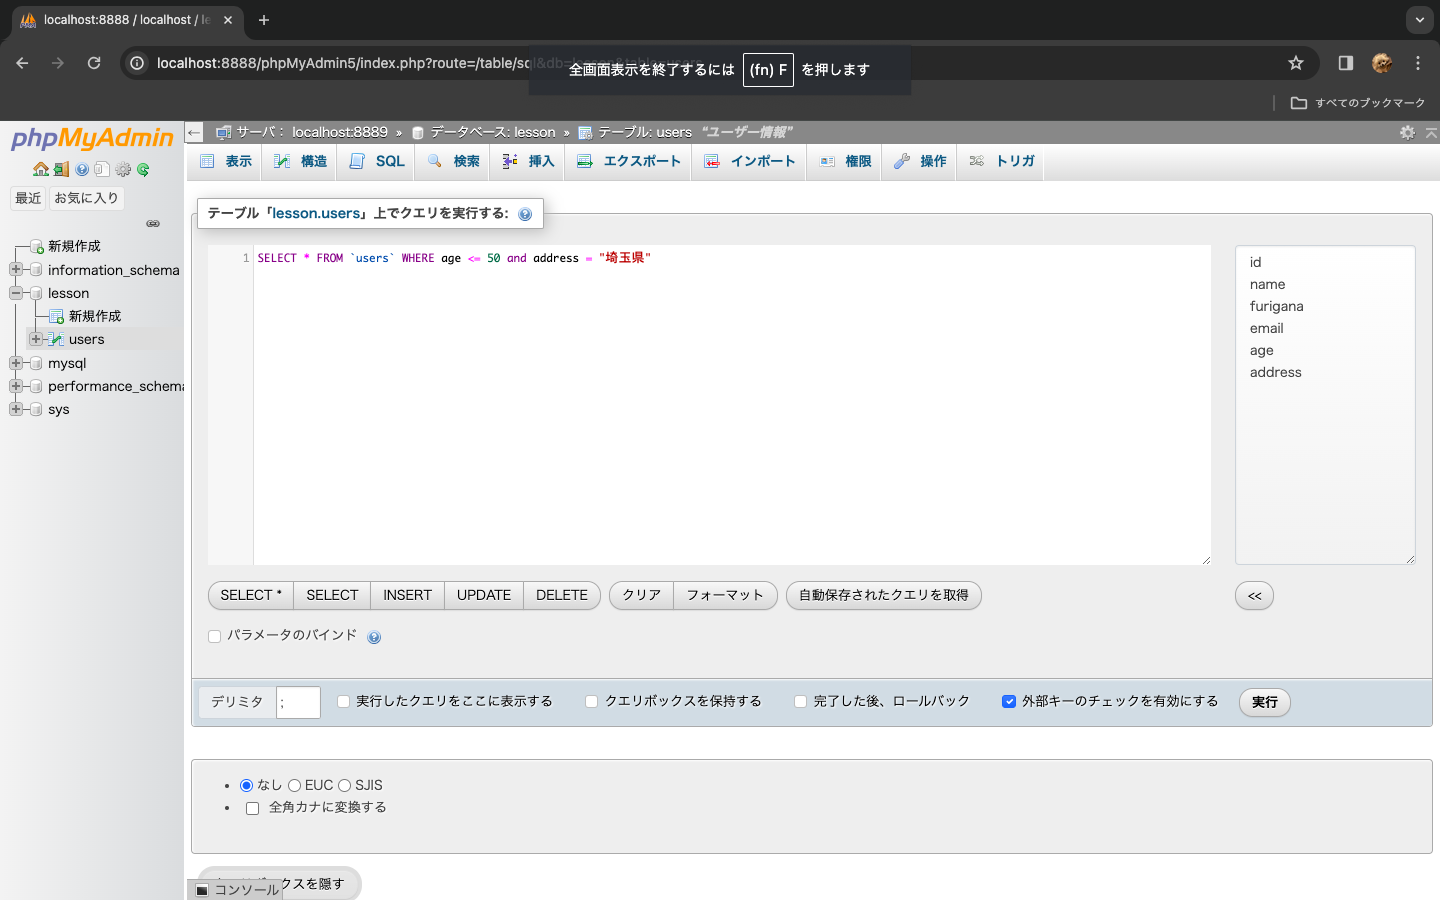 localhost:8888 / localhost / le
localhost:8888/phpMyAdmin5/index.php?route=/table/sql&db=lesson&table=users
全画面表示を終了するには (fn) F を押します
すべてのブックマーク
phpMyAdmin
最近 お気に入り
新規作成
information_schema
lesson
新規作成
users
mysql
performance_schema
sys
サーバ: localhost:8889 » データベース: lesson » テーブル: users "ユーザー情報"
表示 構造 SQL 検索 挿入 エクスポート インポート 権限 操作 トリガ
テーブル「lesson.users」上でクエリを実行する:
1 SELECT * FROM `users` WHERE age <= 50 and address = "埼玉県"
id
name
furigana
email
age
address
SELECT * SELECT INSERT UPDATE DELETE クリア フォーマット 自動保存されたクエリを取得 <<
パラメータのバインド
デリミタ ; 実行したクエリをここに表示する クエリボックスを保持する 完了した後、ロールバック 外部キーのチェックを有効にする 実行
なし EUC SJIS
全角カナに変換する
クスを隠す
コンソール